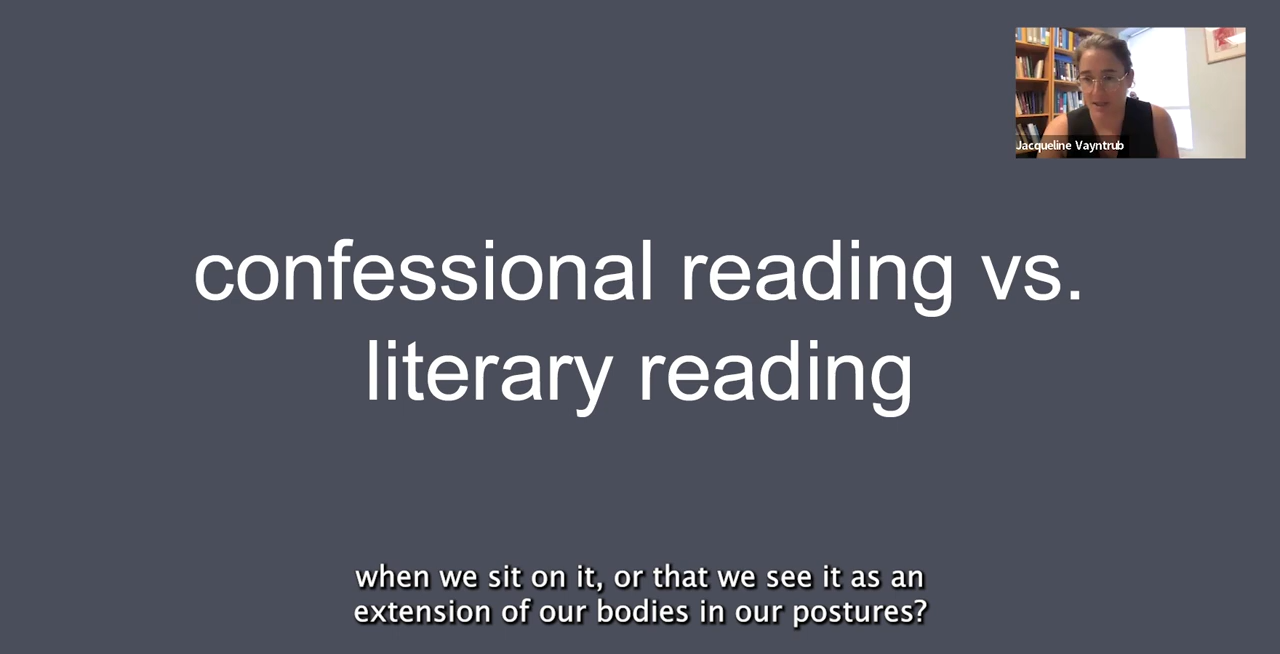 Jacqueline Vayntrub
confessional reading vs.
literary reading
when we sit on it, or that we see it as an
extension of our bodies in our postures?